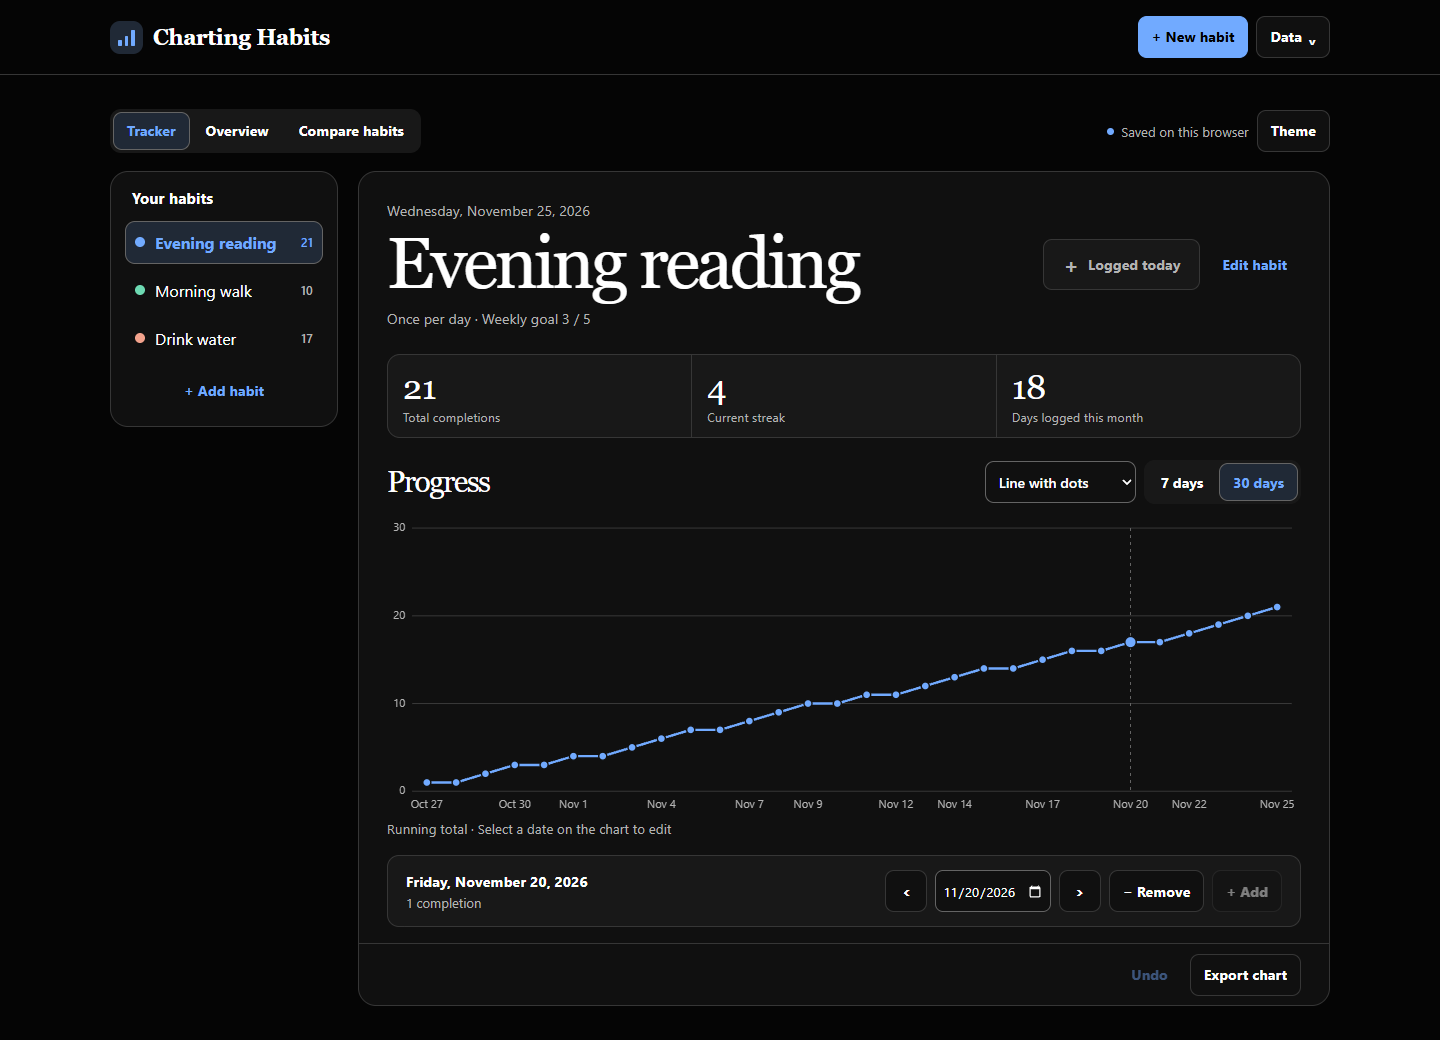 Charting Habits
+ New habit
Data v
Tracker
Overview
Compare habits
Saved on this browser
Theme
Your habits
Evening reading 21
Morning walk 10
Drink water 17
+ Add habit
Wednesday, November 25, 2026
Evening reading
+ Logged today
Edit habit
Once per day · Weekly goal 3 / 5
21
Total completions
4
Current streak
18
Days logged this month
Progress
Line with dots
7 days
30 days
30
20
10
0
Oct 27 Oct 30 Nov 1 Nov 4 Nov 7 Nov 9 Nov 12 Nov 14 Nov 17 Nov 20 Nov 22 Nov 25
Running total · Select a date on the chart to edit
Friday, November 20, 2026
1 completion
‹
11/20/2026
›
− Remove
+ Add
Undo
Export chart